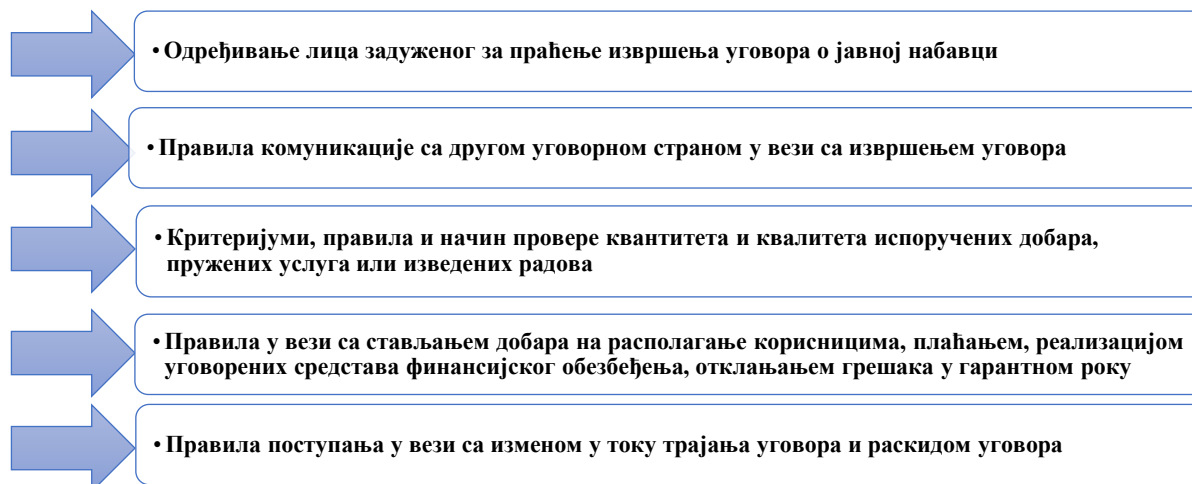 • Одређивање лица задуженог за праћење извршења уговора о јавној набавци
• Правила комуникације са другом уговорном страном у вези са извршењем уговора
• Критеријуми, правила и начин провере квантитета и квалитета испоручених добара,
пружених услуга или изведених радова
• Правила у вези са стављањем добара на располагање корисницима, плаћањем, реализацијом
уговорених средстава финансијског обезбеђења, отклањањем грешака у гарантном року
• Правила поступања у вези са изменом у току трајања уговора и раскидом уговора